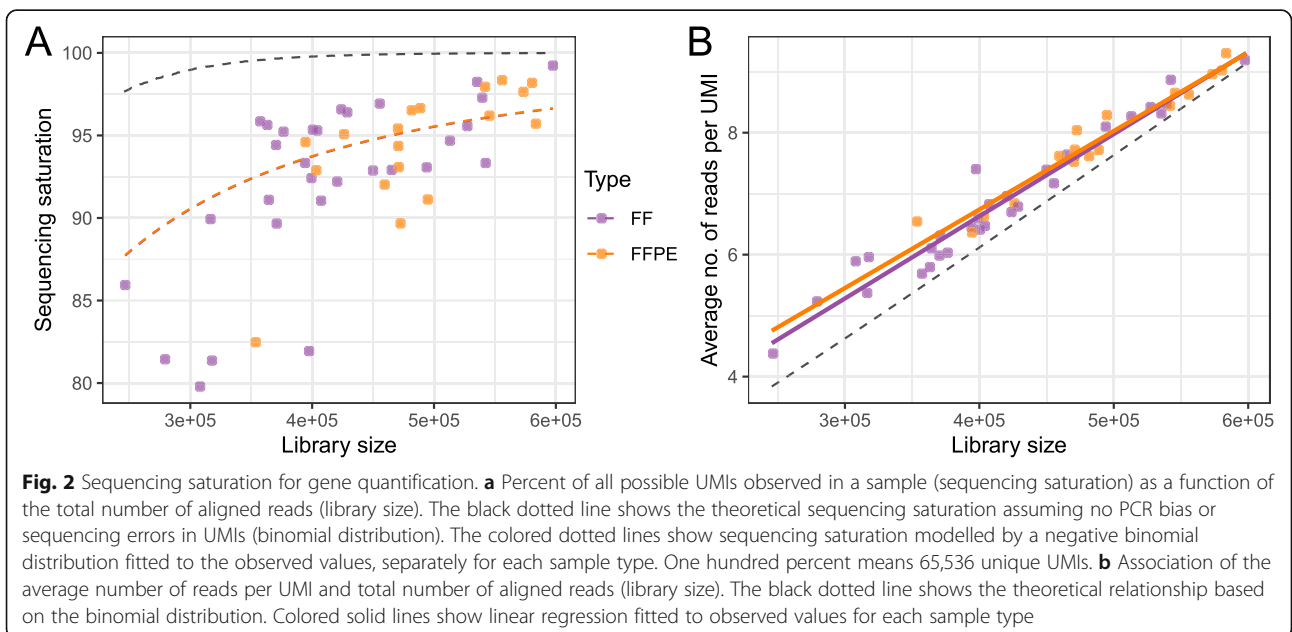 A
B
100
95
90
85
80
Sequencing saturation
3e+05 4e+05 5e+05 6e+05
Library size
Type
FF
FFPE
8
6
4
Average no. of reads per UMI
3e+05 4e+05 5e+05 6e+05
Library size
Fig. 2 Sequencing saturation for gene quantification. a Percent of all possible UMIs observed in a sample (sequencing saturation) as a function of
the total number of aligned reads (library size). The black dotted line shows the theoretical sequencing saturation assuming no PCR bias or
sequencing errors in UMIs (binomial distribution). The colored dotted lines show sequencing saturation modelled by a negative binomial
distribution fitted to the observed values, separately for each sample type. One hundred percent means 65,536 unique UMIs. b Association of the
average number of reads per UMI and total number of aligned reads (library size). The black dotted line shows the theoretical relationship based
on the binomial distribution. Colored solid lines show linear regression fitted to observed values for each sample type